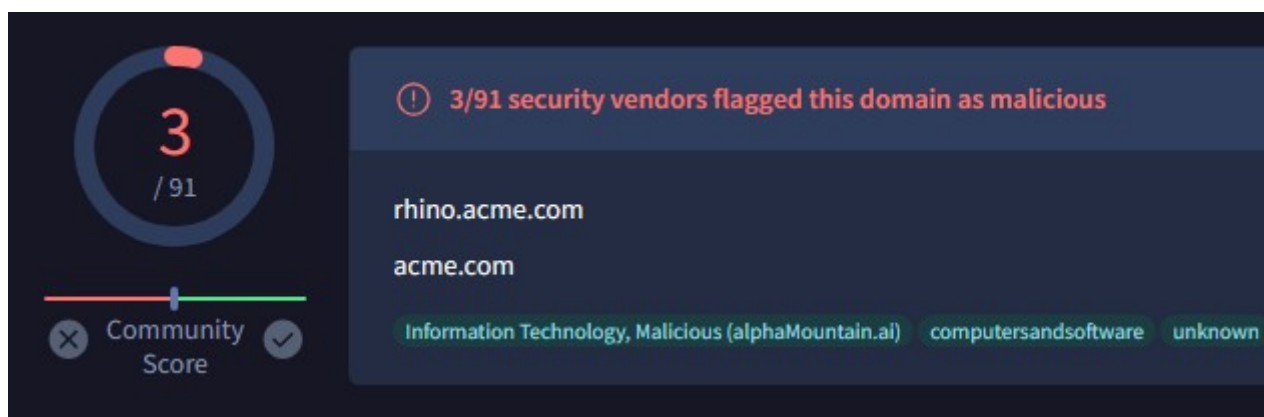 3
/ 91
Community
Score
3/91 security vendors flagged this domain as malicious
rhino.acme.com
acme.com
Information Technology, Malicious (alphaMountain.ai) computersandsoftware unknown